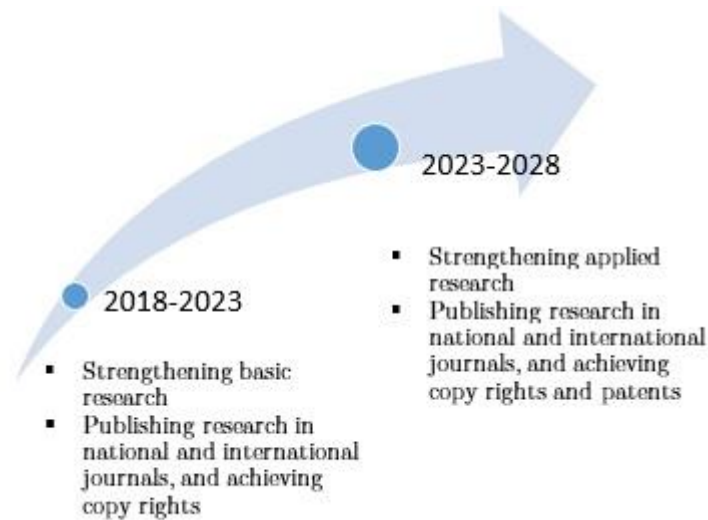 2018-2023
▪ Strengthening basic
research
▪ Publishing research in
national and international
journals, and achieving
copy rights
2023-2028
▪ Strengthening applied
research
▪ Publishing research in
national and international
journals, and achieving
copy rights and patents